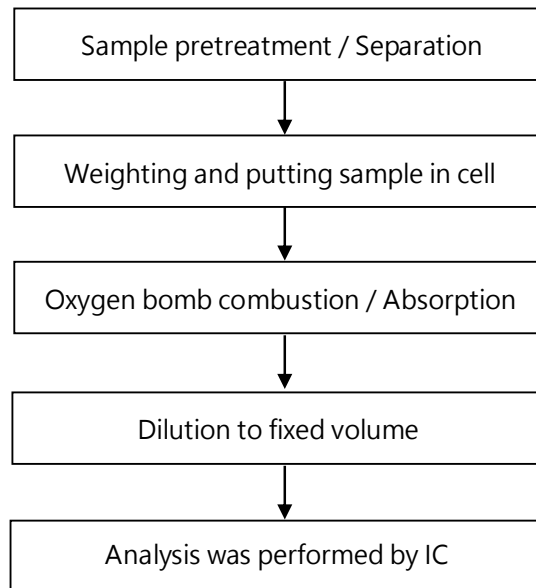 Sample pretreatment / Separation
Weighting and putting sample in cell
Oxygen bomb combustion / Absorption
Dilution to fixed volume
Analysis was performed by IC